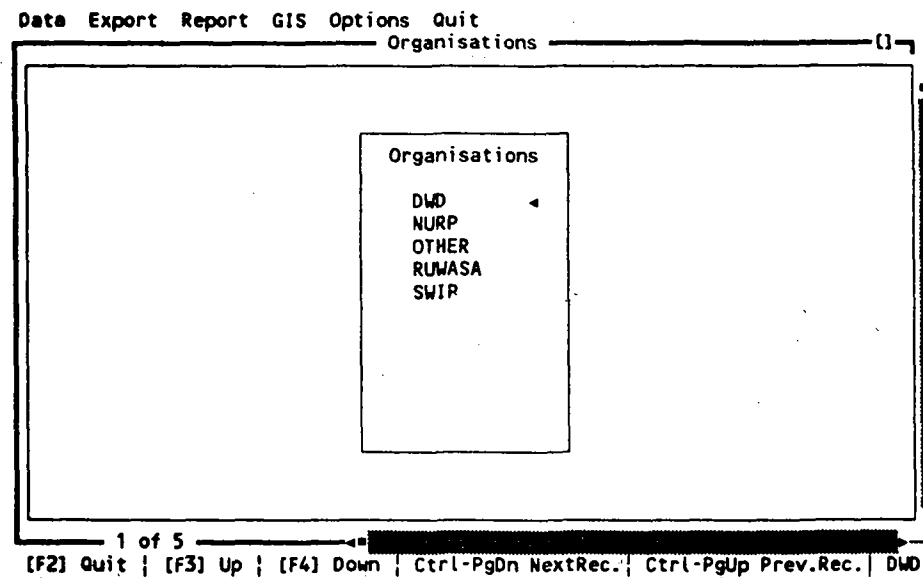 Data Export Report GIS Options Quit
Organisations []
Organisations
DWD ◄
NURP
OTHER
RUWASA
SWIP
1 of 5
[F2] Quit ¦ [F3] Up ¦ [F4] Down ¦ Ctrl-PgDn NextRec.¦ Ctrl-PgUp Prev.Rec.| DWD